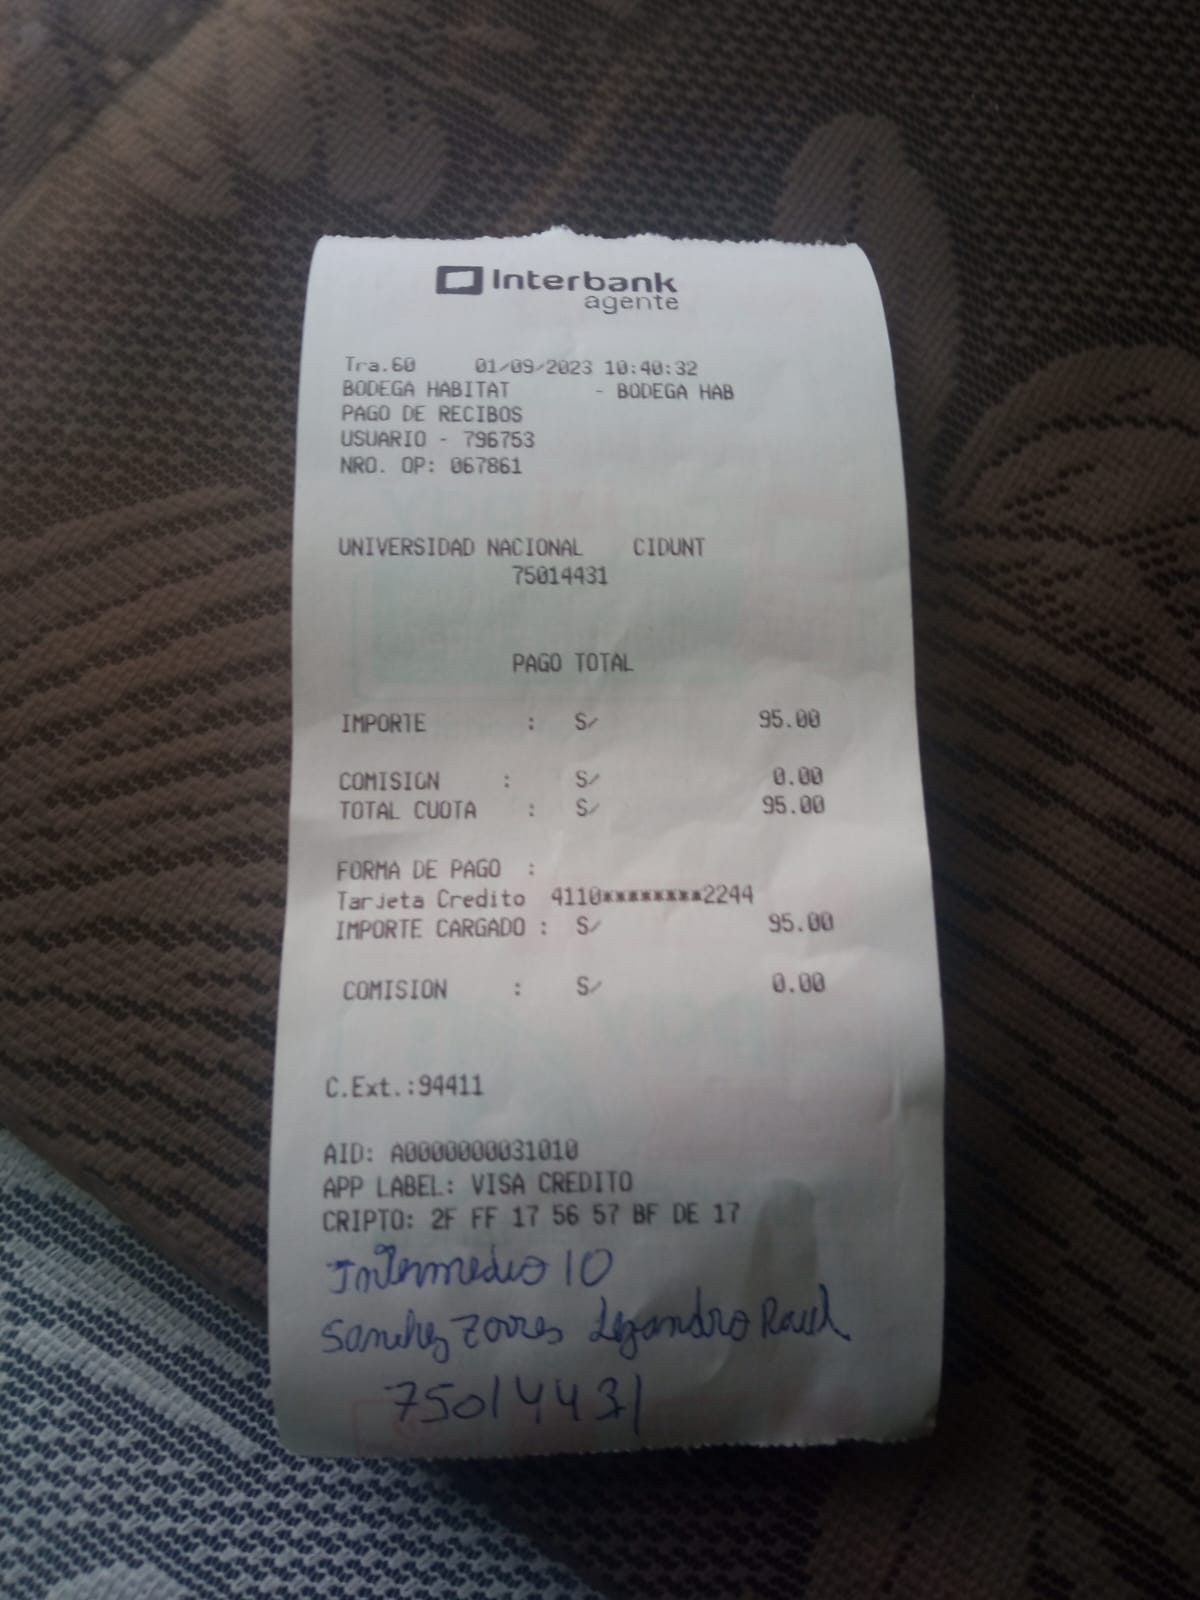 Interbank
agente
Tra.60 01/09/2023 10:40:32
BODEGA HABITAT - BODEGA HAB
PAGO DE RECIBOS
USUARIO - 796753
NRO. OP: 067861
UNIVERSIDAD NACIONAL CIDUNT
75014431
PAGO TOTAL
IMPORTE : S/ 95.00
COMISION : S/ 0.00
TOTAL CUOTA : S/ 95.00
FORMA DE PAGO :
Tarjeta Credito 4110********2244
IMPORTE CARGADO : S/ 95.00
COMISION : S/ 0.00
C.Ext.:94411
AID: A0000000031010
APP LABEL: VISA CREDITO
CRIPTO: 2F FF 17 56 57 BF DE 17
Intermedio 10
Sanchez Torres Lizandro Raul
75014431